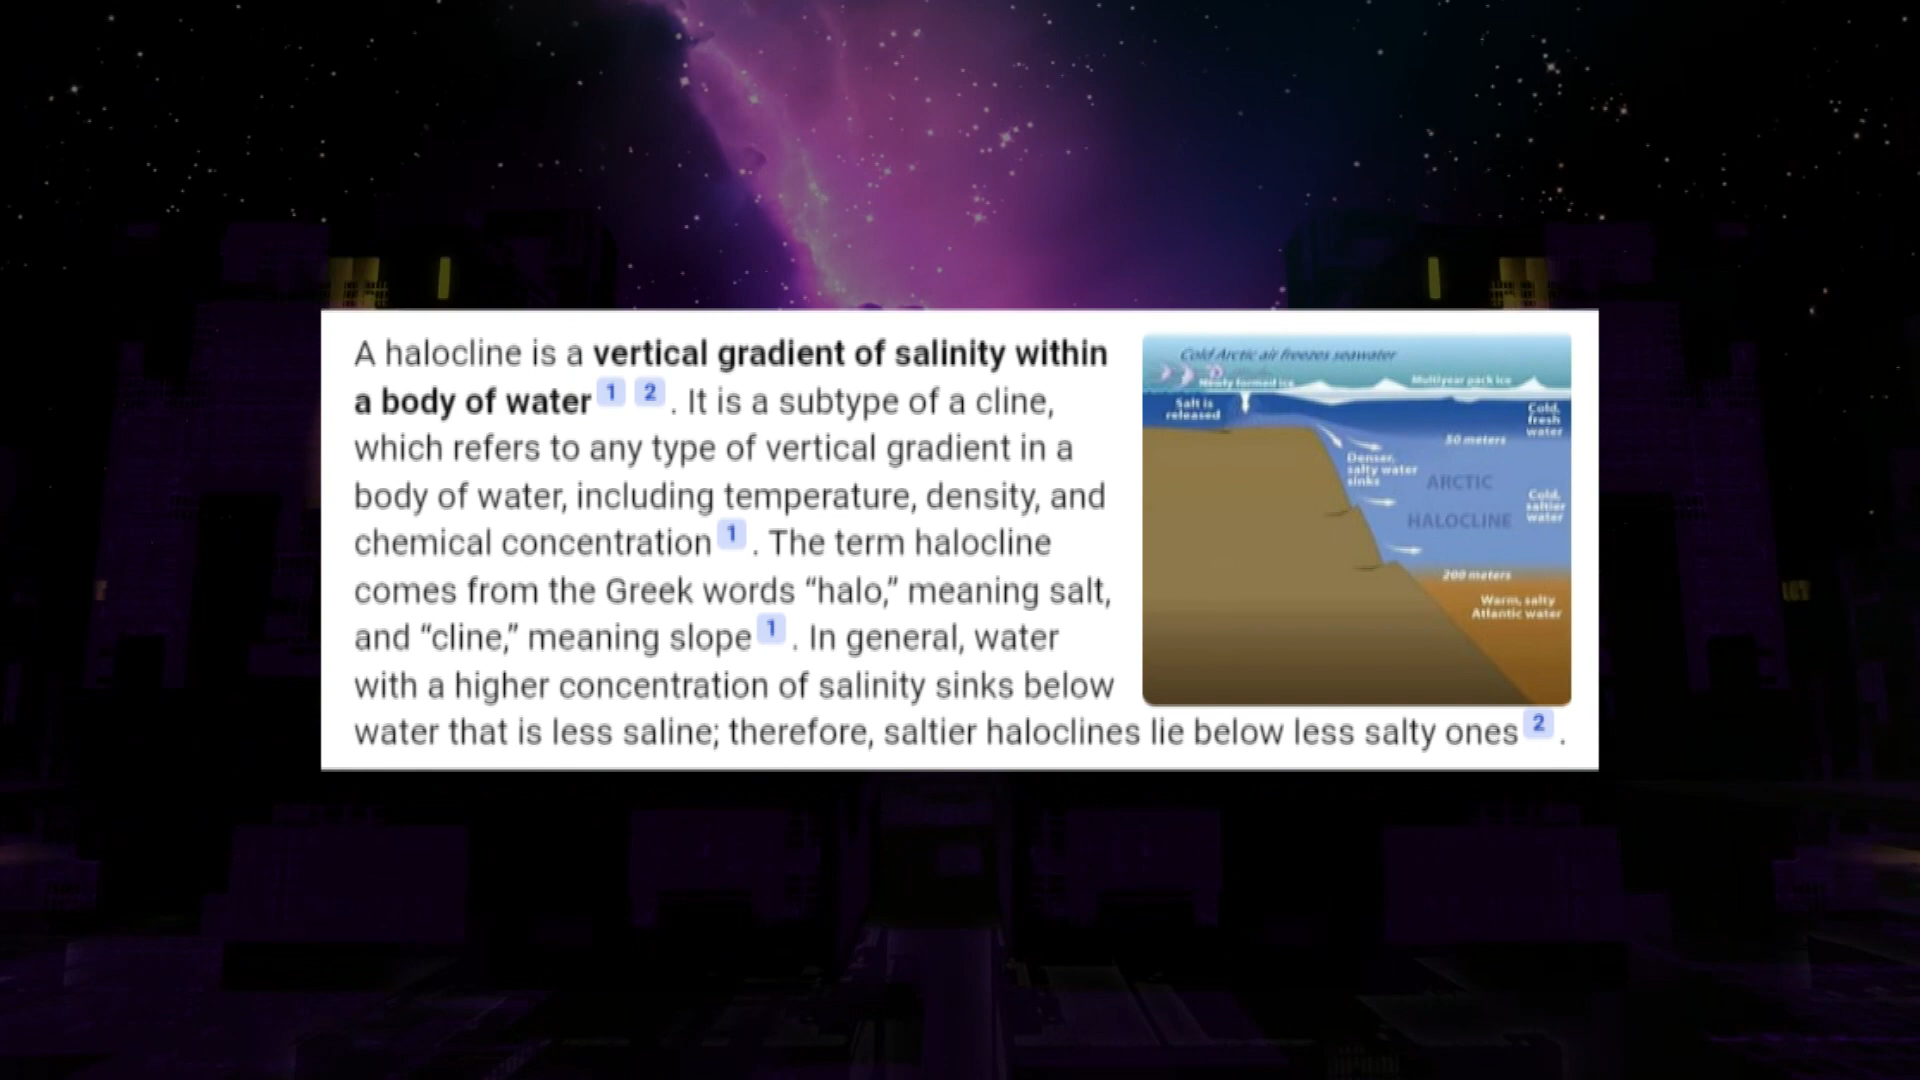 A halocline is a vertical gradient of salinity within
a body of water 1 2 . It is a subtype of a cline,
which refers to any type of vertical gradient in a
body of water, including temperature, density, and
chemical concentration 1 . The term halocline
comes from the Greek words “halo,” meaning salt,
and “cline,” meaning slope 1 . In general, water
with a higher concentration of salinity sinks below
water that is less saline; therefore, saltier haloclines lie below less salty ones 2 .
Cold Arctic air freezes seawater
Newly formed ice
Multiyear pack ice
Salt is
released
Cold,
fresh
water
50 meters
Denser,
salty water
sinks
ARCTIC
HALOCLINE
Cold,
saltier
water
200 meters
Warm, salty
Atlantic water